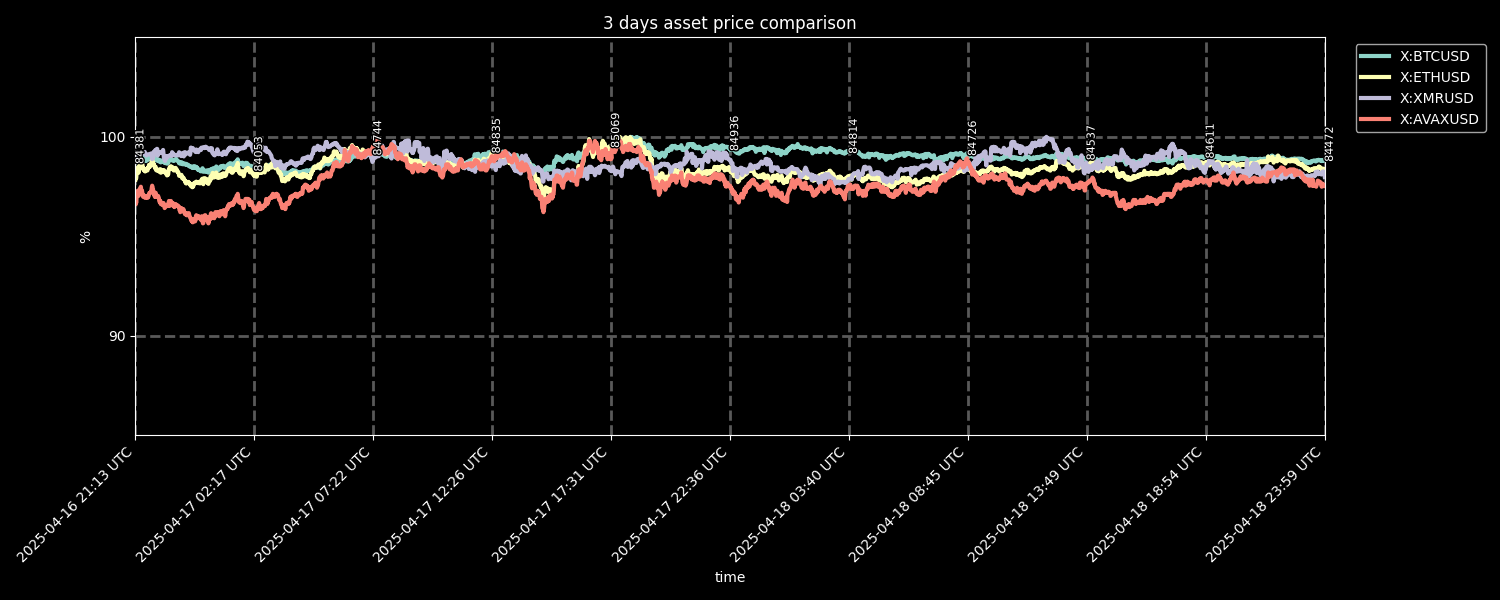 3 days asset price comparison
X:BTCUSD
X:ETHUSD
X:XMRUSD
X:AVAXUSD
100
90
%
84381
84053
84744
84835
85069
84936
84814
84726
84537
84611
84472
2025-04-16 21:13 UTC
2025-04-17 02:17 UTC
2025-04-17 07:22 UTC
2025-04-17 12:26 UTC
2025-04-17 17:31 UTC
2025-04-17 22:36 UTC
2025-04-18 03:40 UTC
2025-04-18 08:45 UTC
2025-04-18 13:49 UTC
2025-04-18 18:54 UTC
2025-04-18 23:59 UTC
time